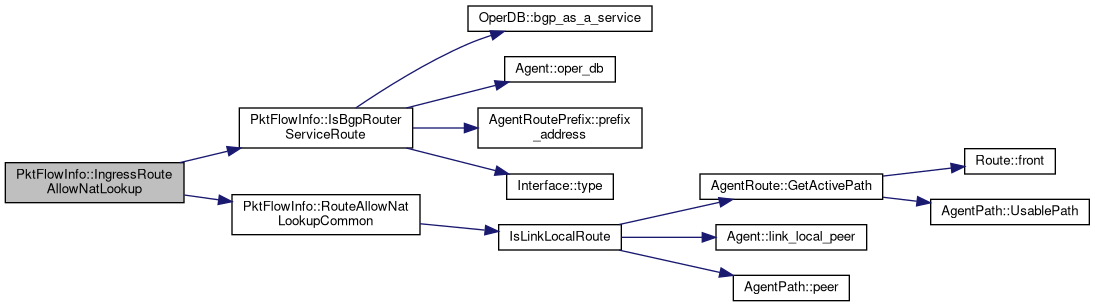 PktFlowInfo::IngressRoute
AllowNatLookup
PktFlowInfo::IsBgpRouter
ServiceRoute
OperDB::bgp_as_a_service
Agent::oper_db
AgentRoutePrefix::prefix
_address
Interface::type
PktFlowInfo::RouteAllowNat
LookupCommon
IsLinkLocalRoute
AgentRoute::GetActivePath
Route::front
AgentPath::UsablePath
Agent::link_local_peer
AgentPath::peer